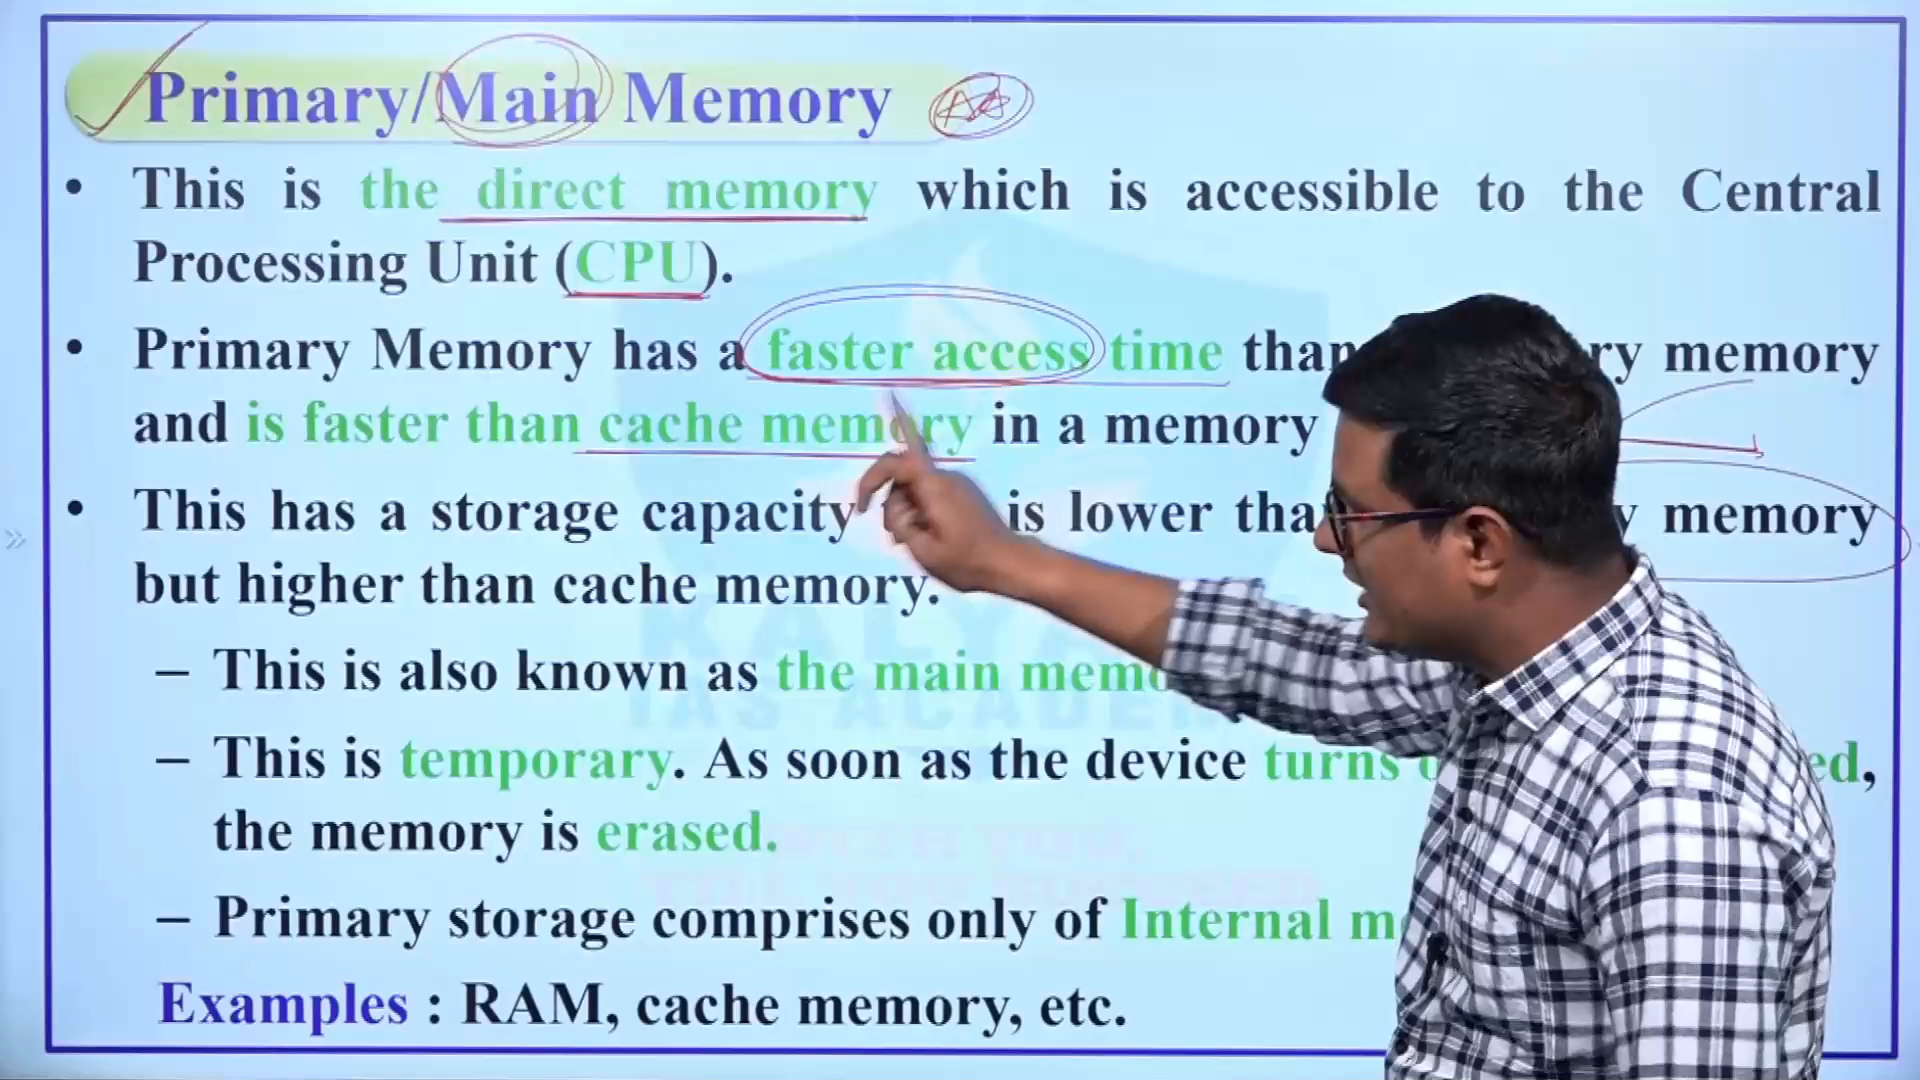 Primary/Main Memory
• This is the direct memory which is accessible to the Central
Processing Unit (CPU).
• Primary Memory has a faster access time than memory
and is faster than cache memory in a memory
• This has a storage capacity is lower than memory
but higher than cache memory.
– This is also known as the main
– This is temporary. As soon as the device turns
the memory is erased.
– Primary storage comprises only of Internal
Examples : RAM, cache memory, etc.
KALYAN
IAS ACADEMY